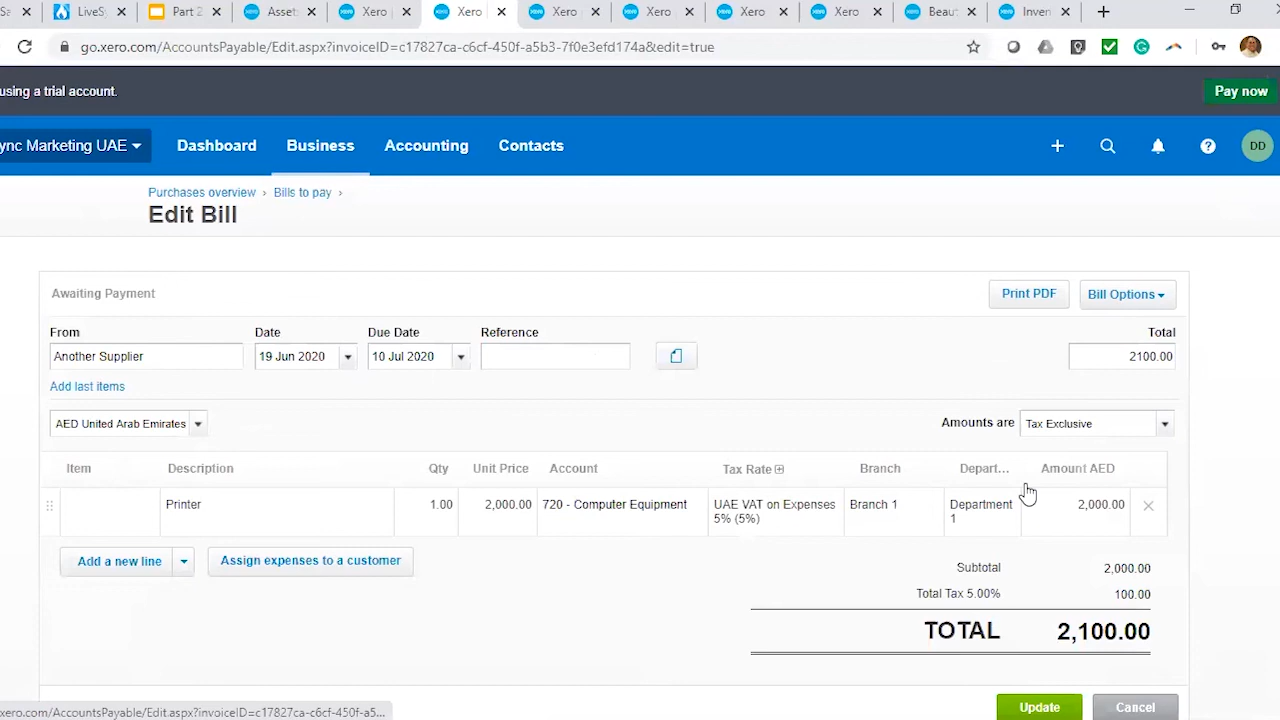 Sa
LiveSy
Part 2
Assets
Xero
Xero
Xero
Xero
Xero
Xero
Beau
Inven
go.xero.com/AccountsPayable/Edit.aspx?invoiceID=c17827ca-c6cf-450f-a5b3-7f0e3efd174a&edit=true
using a trial account.
Pay now
ync Marketing UAE
Dashboard
Business
Accounting
Contacts
DD
Purchases overview › Bills to pay ›
Edit Bill
Awaiting Payment
Print PDF
Bill Options
From
Date
Due Date
Reference
Total
Another Supplier
19 Jun 2020
10 Jul 2020
2100.00
Add last items
AED United Arab Emirates
Amounts are
Tax Exclusive
Item
Description
Qty
Unit Price
Account
Tax Rate
Branch
Depart...
Amount AED
Printer
1.00
2,000.00
720 - Computer Equipment
UAE VAT on Expenses
5% (5%)
Branch 1
Department
1
2,000.00
Add a new line
Assign expenses to a customer
Subtotal
2,000.00
Total Tax 5.00%
100.00
TOTAL
2,100.00
Update
Cancel
xero.com/AccountsPayable/Edit.aspx?invoiceID=c17827ca-c6cf-450f-a5...